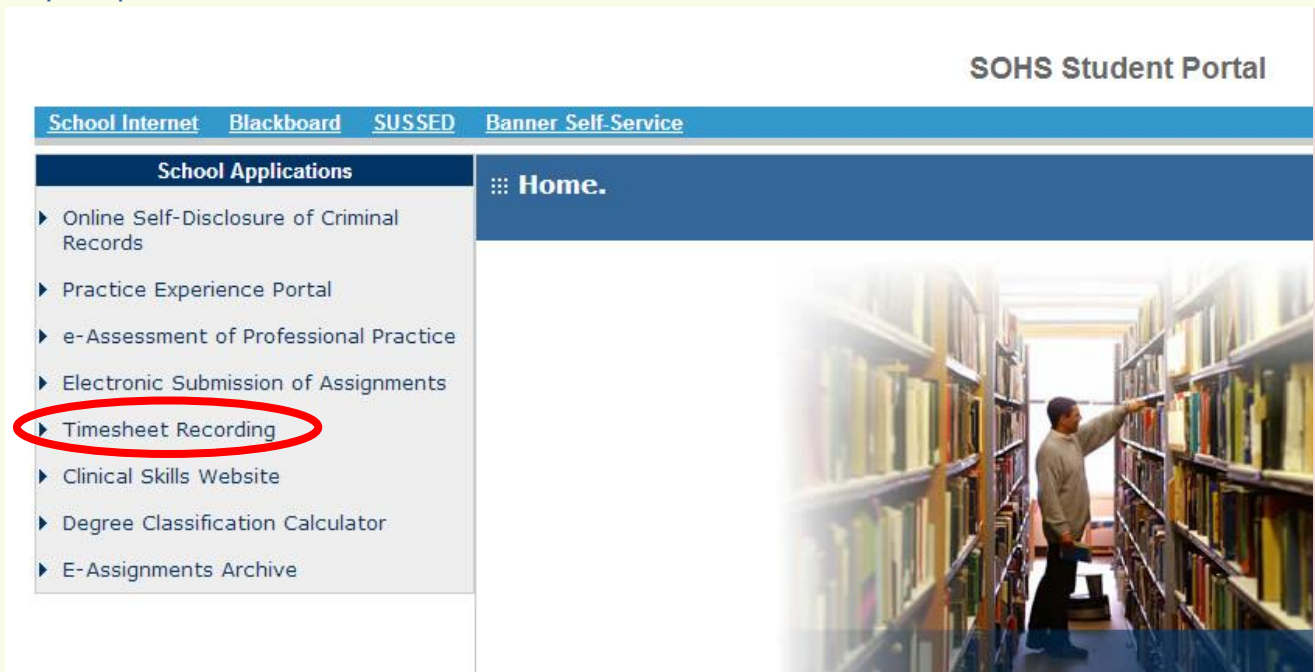 SOHS Student Portal
School Internet Blackboard SUSSED Banner Self-Service
School Applications
Home.
Online Self-Disclosure of Criminal
Records
Practice Experience Portal
e-Assessment of Professional Practice
Electronic Submission of Assignments
Timesheet Recording
Clinical Skills Website
Degree Classification Calculator
E-Assignments Archive